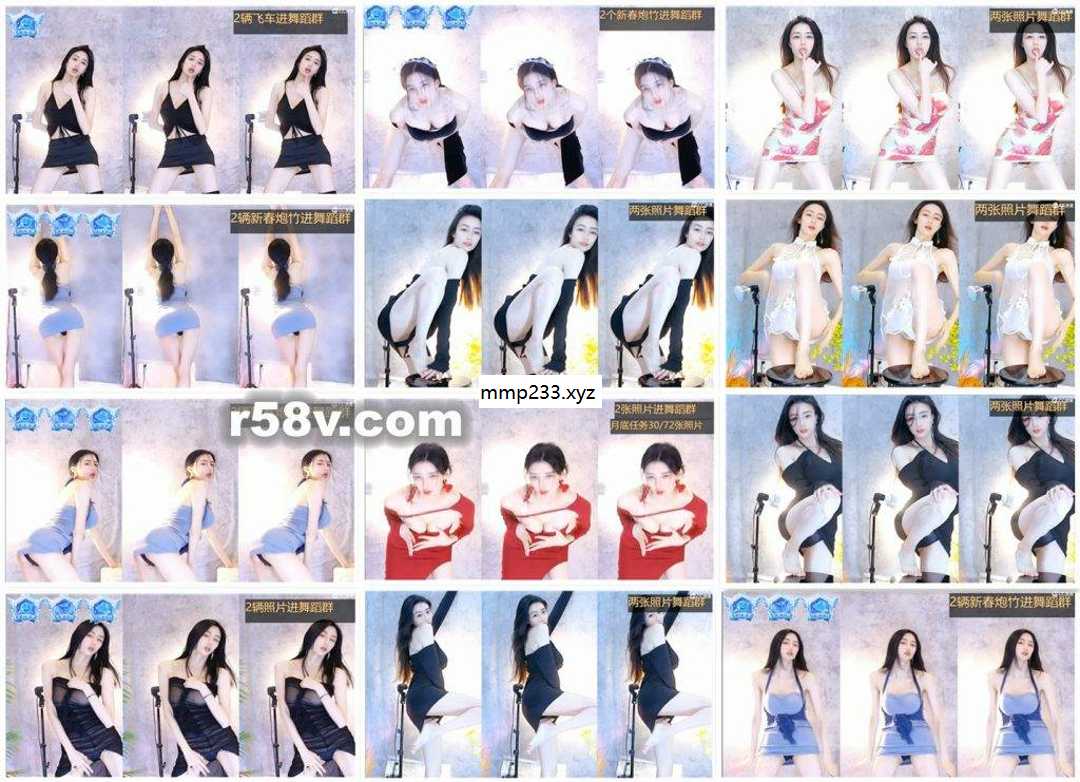 2辆飞车进舞蹈群
2个新春炮竹进舞蹈群
两张照片舞蹈群
2辆新春炮竹进舞蹈群
两张照片舞蹈群
两张照片舞蹈群
mmp233.xyz
r58v.com
2张照片进舞蹈群
月底任务30/72张照片
两张照片舞蹈群
2辆照片进舞蹈群
两张照片舞蹈群
2辆新春炮竹进舞蹈群